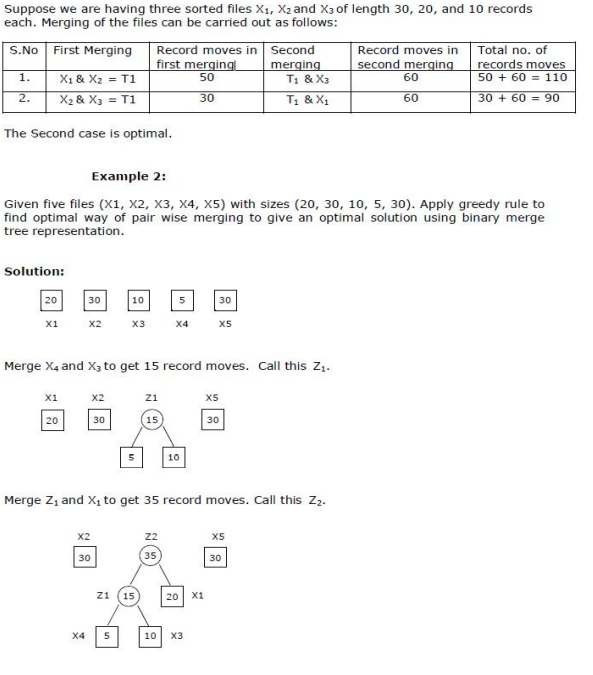 Suppose we are having three sorted files X₁, X₂ and X₃ of length 30, 20, and 10 records
each. Merging of the files can be carried out as follows:
S.No First Merging Record moves in first merging Second merging Record moves in second merging Total no. of records moves
1. X₁ & X₂ = T1 50 T₁ & X₃ 60 50 + 60 = 110
2. X₂ & X₃ = T1 30 T₁ & X₁ 60 30 + 60 = 90
The Second case is optimal.
Example 2:
Given five files (X1, X2, X3, X4, X5) with sizes (20, 30, 10, 5, 30). Apply greedy rule to
find optimal way of pair wise merging to give an optimal solution using binary merge
tree representation.
Solution:
20 30 10 5 30
X1 X2 X3 X4 X5
Merge X₄ and X₃ to get 15 record moves. Call this Z₁.
X1 X2 Z1 X5
20 30 15 30
5 10
Merge Z₁ and X₁ to get 35 record moves. Call this Z₂.
X2 Z2 X5
30 35 30
Z1 15 20 X1
X4 5 10 X3